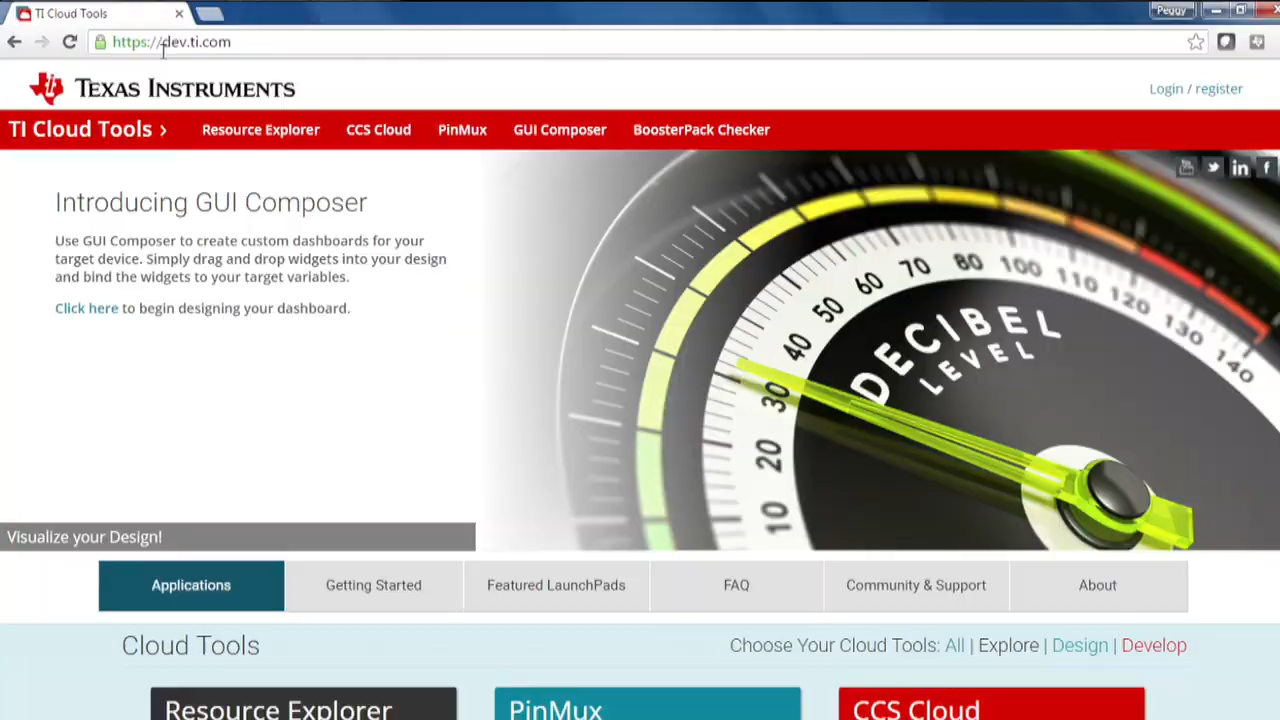 TI Cloud Tools
Peggy
https://dev.ti.com
TEXAS INSTRUMENTS
Login / register
TI Cloud Tools ›
Resource Explorer
CCS Cloud
PinMux
GUI Composer
BoosterPack Checker
Introducing GUI Composer
Use GUI Composer to create custom dashboards for your
target device. Simply drag and drop widgets into your design
and bind the widgets to your target variables.
Click here to begin designing your dashboard.
10
20
30
40
50
60
70
80
100
110
120
130
140
DECIBEL
LEVEL
Visualize your Design!
Applications
Getting Started
Featured LaunchPads
FAQ
Community & Support
About
Cloud Tools
Choose Your Cloud Tools: All | Explore | Design | Develop
Resource Explorer
PinMux
CCS Cloud